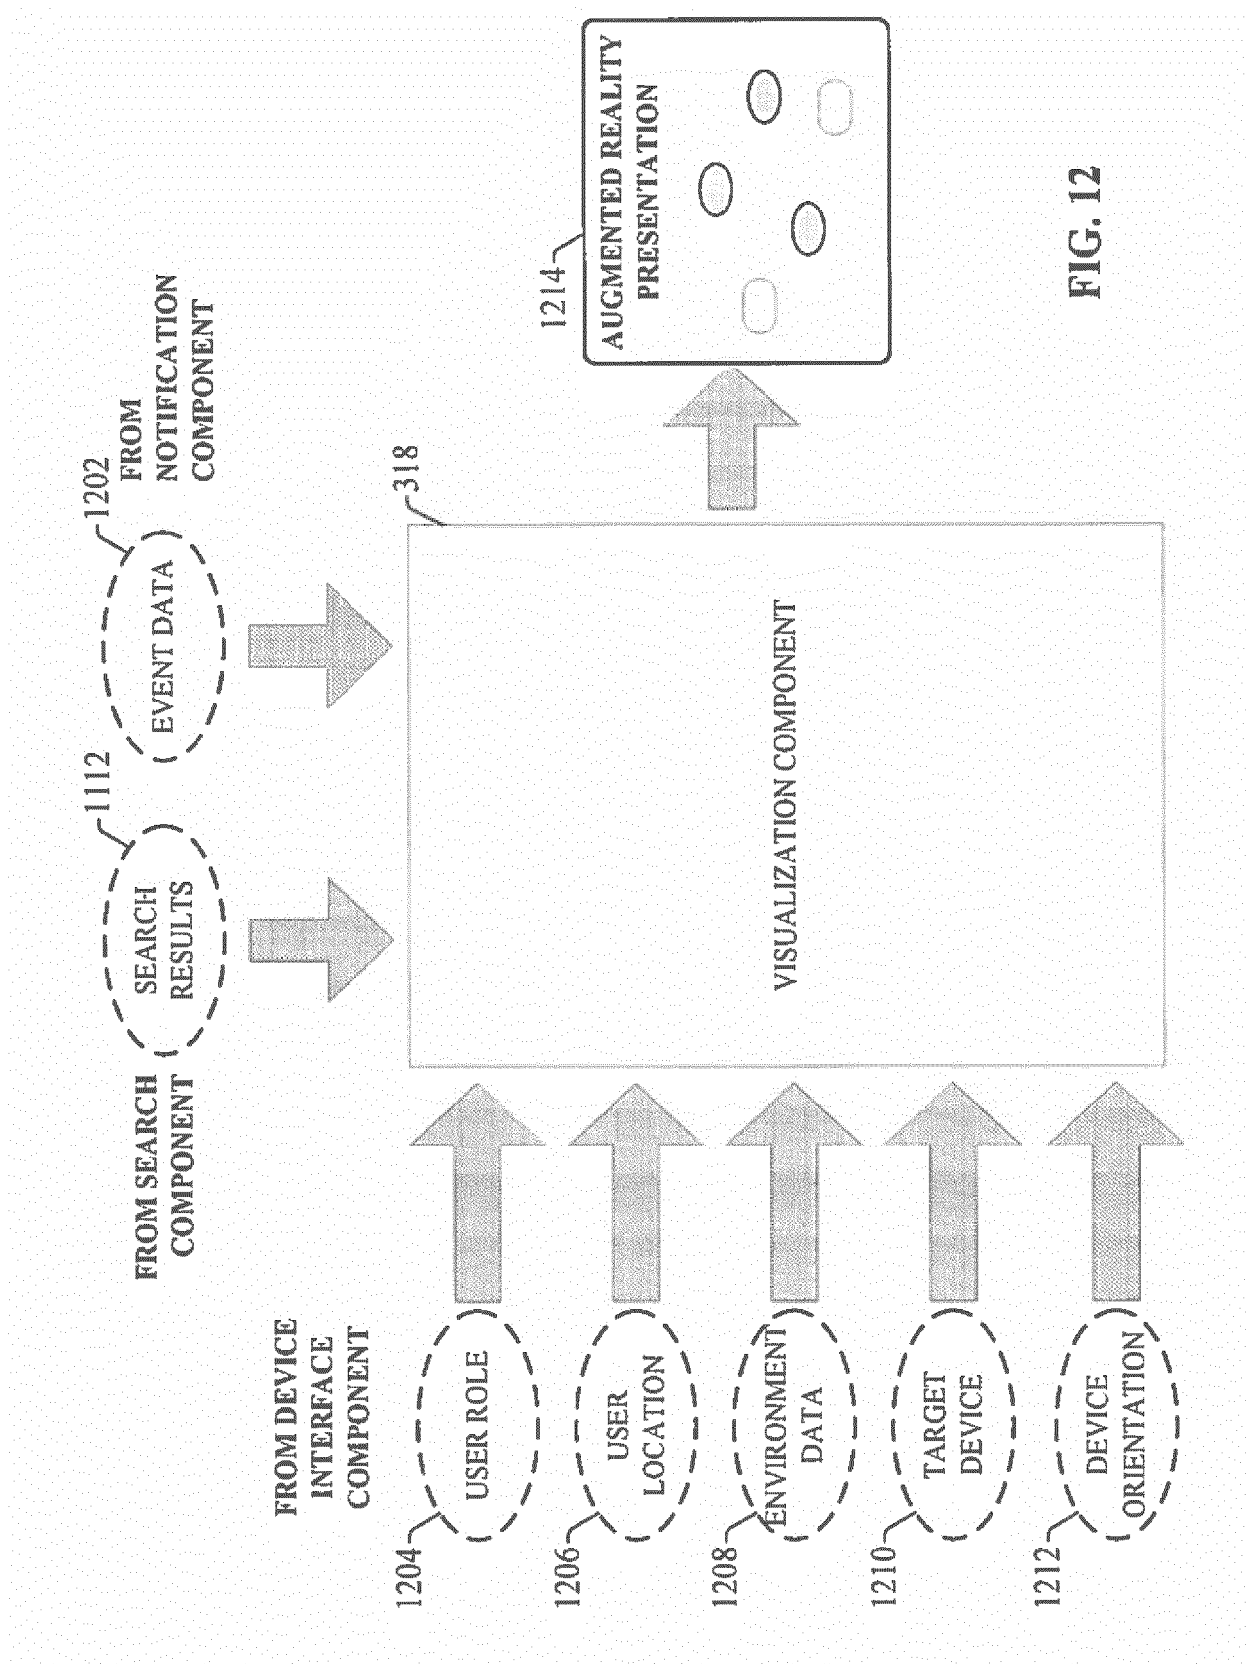 FROM SEARCH
COMPONENT
SEARCH
RESULTS
1112
EVENT DATA
1202
FROM
NOTIFICATION
COMPONENT
FROM DEVICE
INTERFACE
COMPONENT
1204
USER ROLE
1206
USER
LOCATION
1208
ENVIRONMENT
DATA
1210
TARGET
DEVICE
1212
DEVICE
ORIENTATION
318
VISUALIZATION COMPONENT
1214
AUGMENTED REALITY
PRESENTATION
FIG. 12